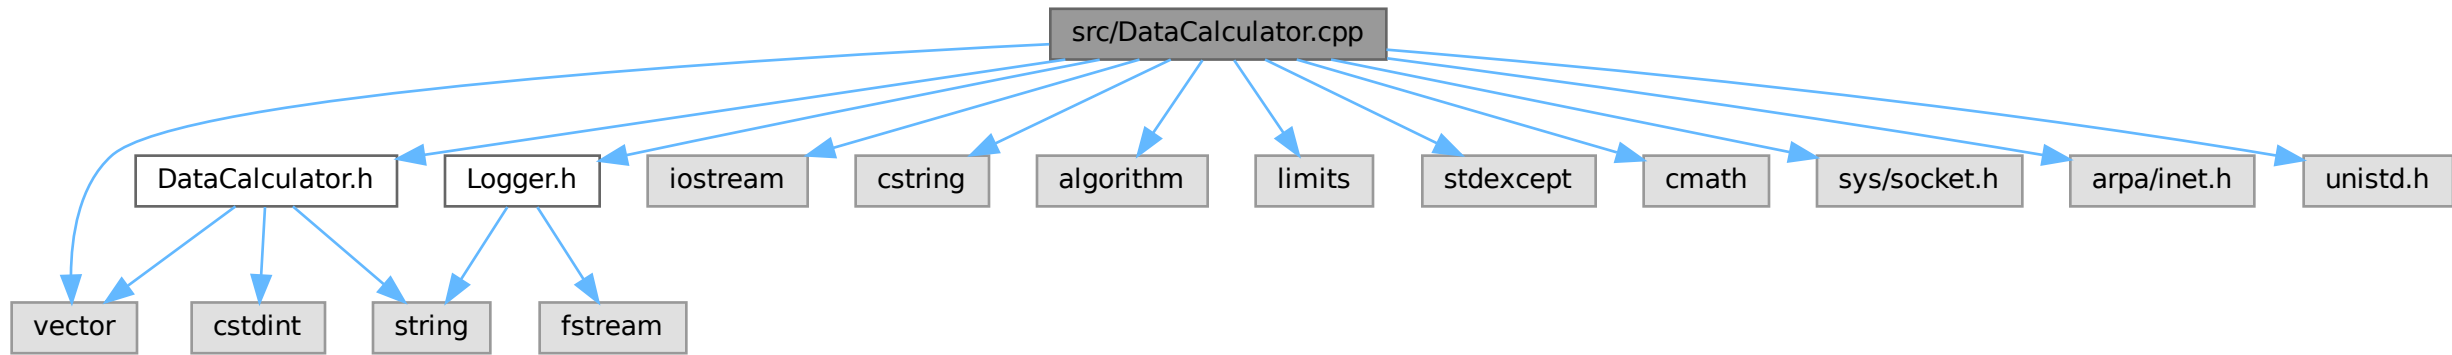 src/DataCalculator.cpp
DataCalculator.h
Logger.h
iostream
cstring
algorithm
limits
stdexcept
cmath
sys/socket.h
arpa/inet.h
unistd.h
vector
cstdint
string
fstream